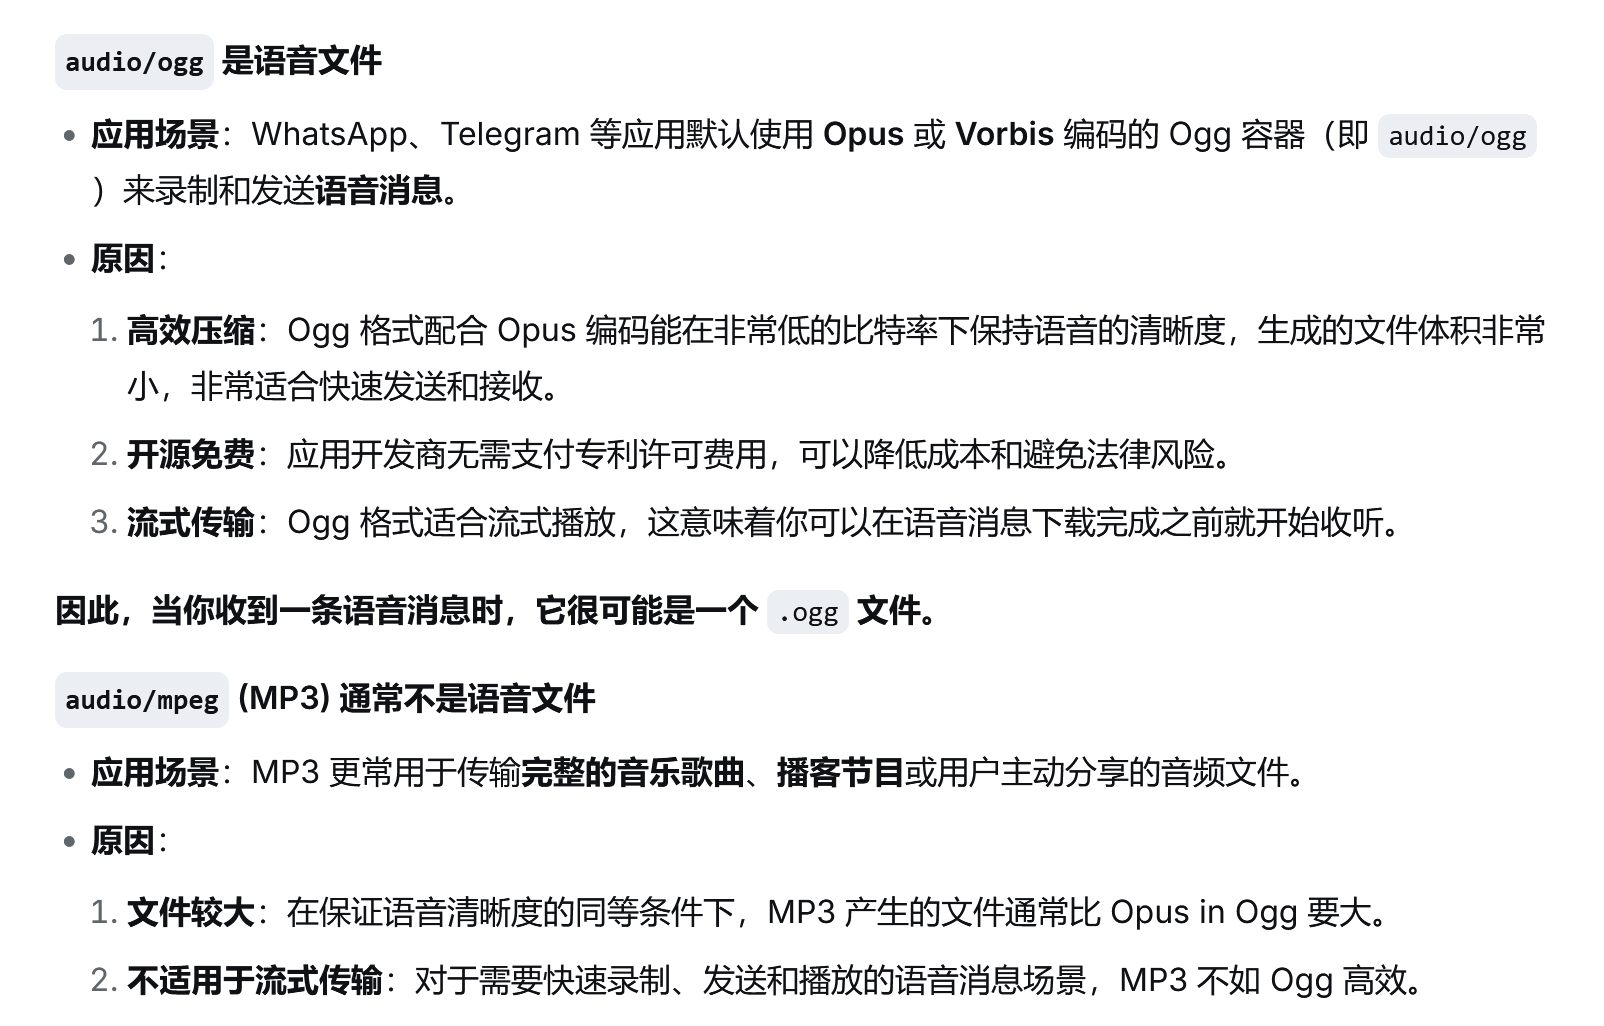 audio/ogg 是语音文件
• 应用场景：WhatsApp、Telegram 等应用默认使用 Opus 或 Vorbis 编码的 Ogg 容器（即 audio/ogg
）来录制和发送语音消息。
• 原因：
1. 高效压缩：Ogg 格式配合 Opus 编码能在非常低的比特率下保持语音的清晰度，生成的文件体积非常
小，非常适合快速发送和接收。
2. 开源免费：应用开发商无需支付专利许可费用，可以降低成本和避免法律风险。
3. 流式传输：Ogg 格式适合流式播放，这意味着你可以在语音消息下载完成之前就开始收听。
因此，当你收到一条语音消息时，它很可能是一个 .ogg 文件。
audio/mpeg (MP3) 通常不是语音文件
• 应用场景：MP3 更常用于传输完整的音乐歌曲、播客节目或用户主动分享的音频文件。
• 原因：
1. 文件较大：在保证语音清晰度的同等条件下，MP3 产生的文件通常比 Opus in Ogg 要大。
2. 不适用于流式传输：对于需要快速录制、发送和播放的语音消息场景，MP3 不如 Ogg 高效。